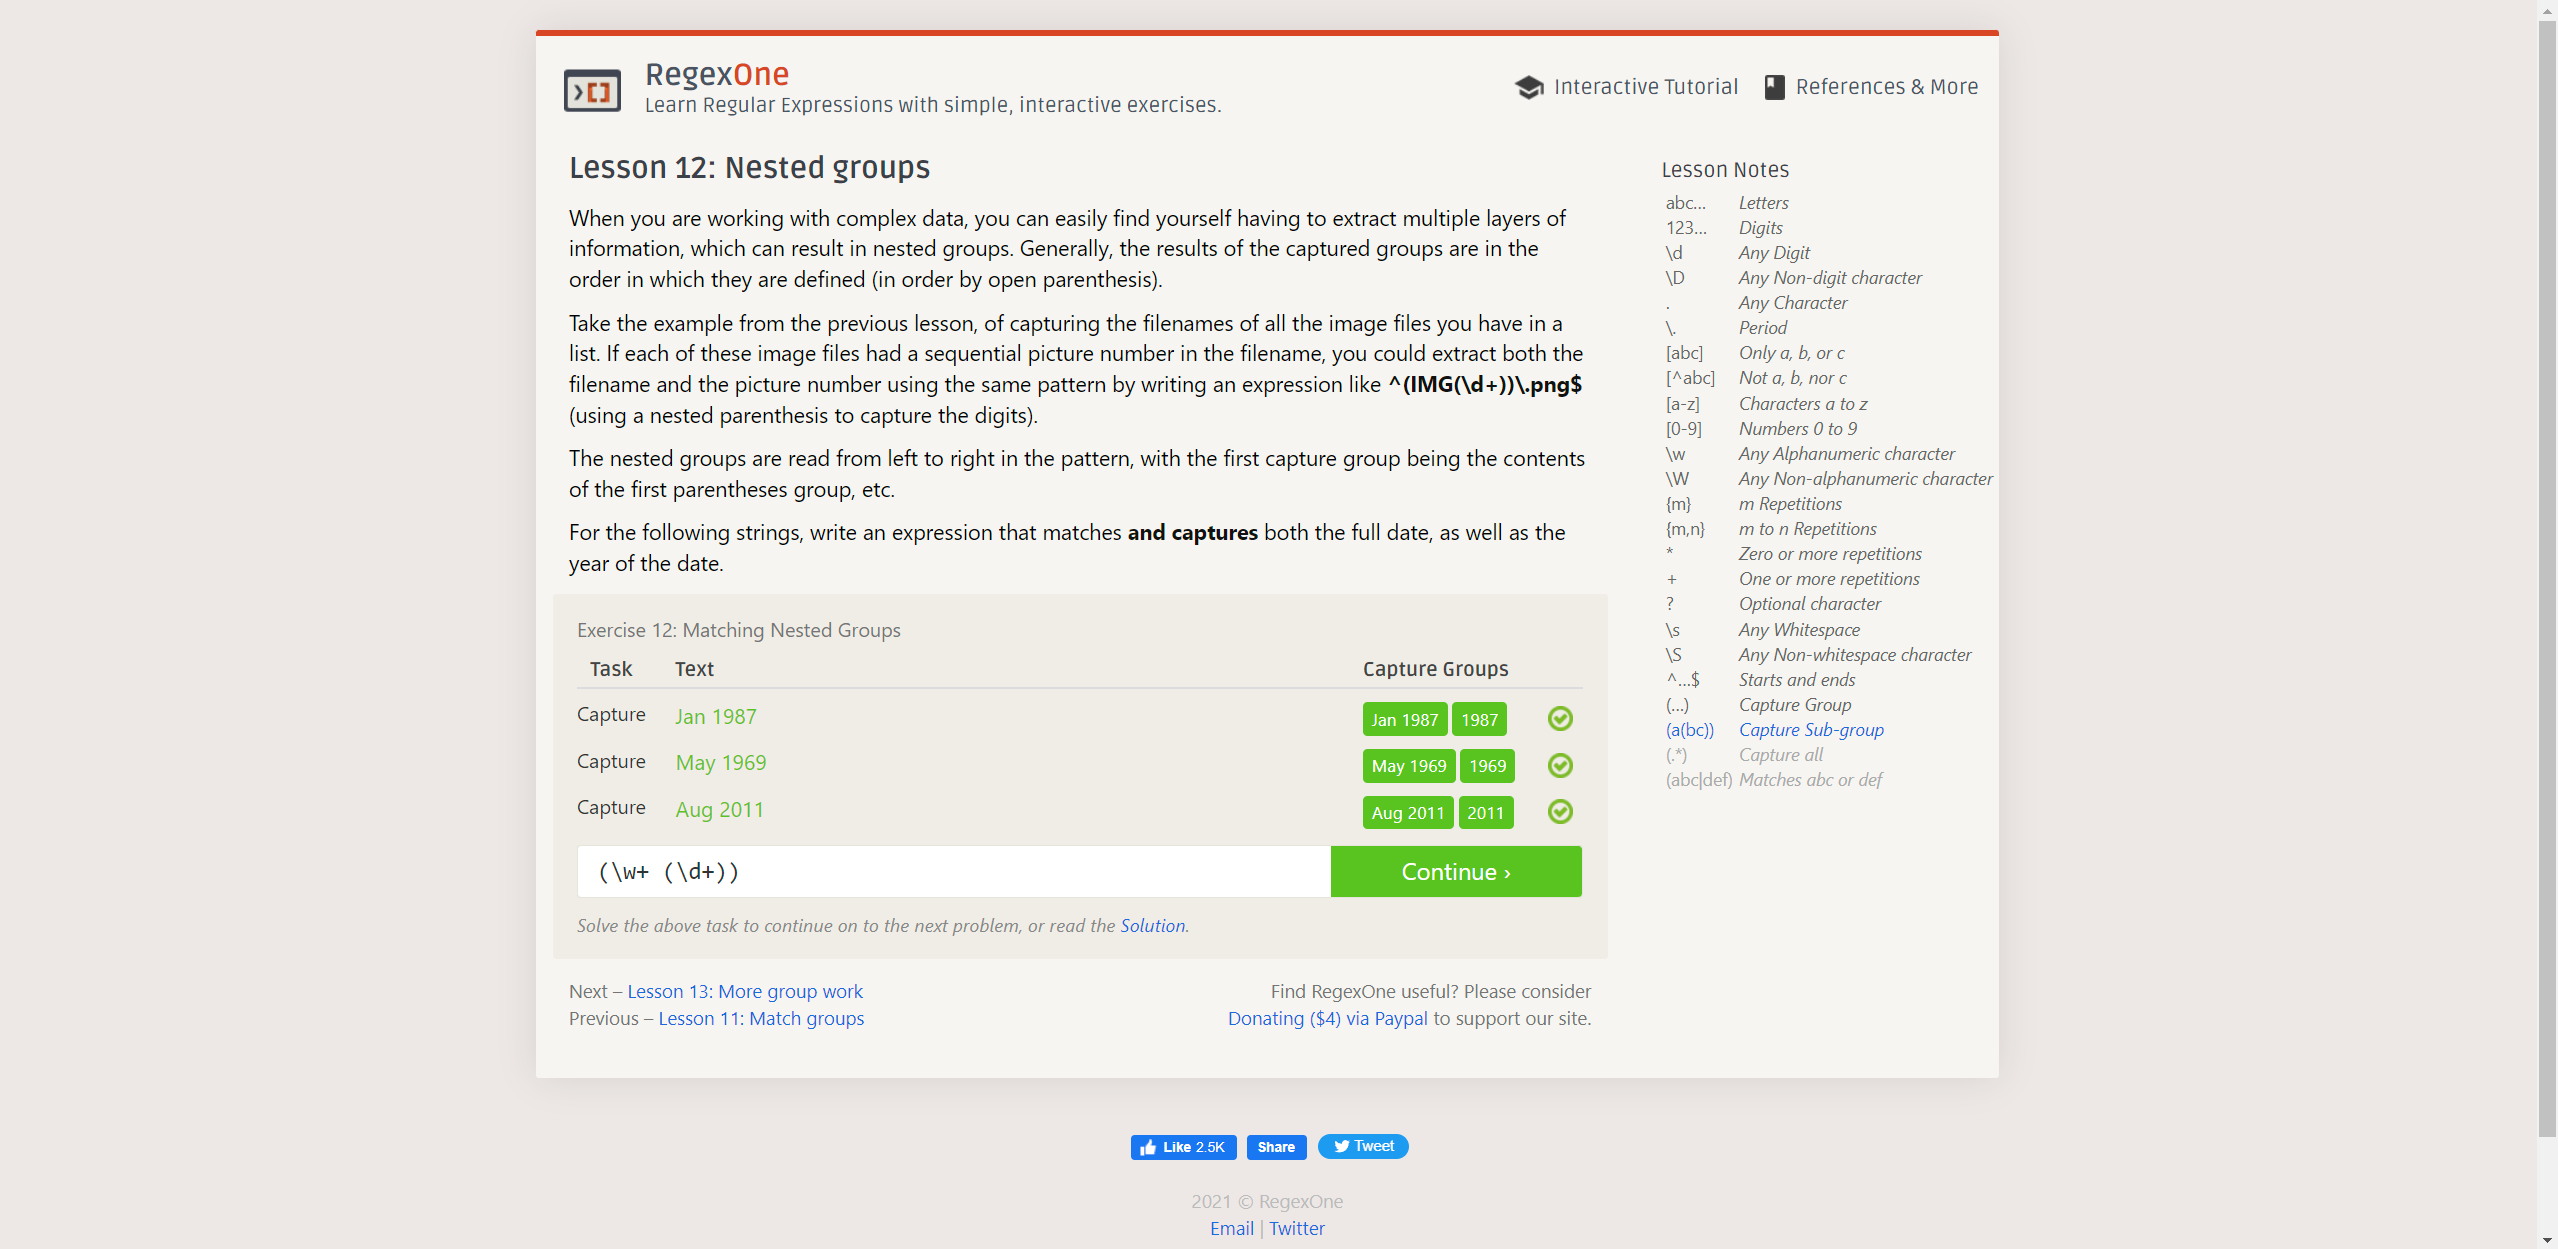 RegexOne
Learn Regular Expressions with simple, interactive exercises.
Interactive Tutorial
References & More
Lesson 12: Nested groups
When you are working with complex data, you can easily find yourself having to extract multiple layers of
information, which can result in nested groups. Generally, the results of the captured groups are in the
order in which they are defined (in order by open parenthesis).
Take the example from the previous lesson, of capturing the filenames of all the image files you have in a
list. If each of these image files had a sequential picture number in the filename, you could extract both the
filename and the picture number using the same pattern by writing an expression like ^(IMG(\d+))\.png$
(using a nested parenthesis to capture the digits).
The nested groups are read from left to right in the pattern, with the first capture group being the contents
of the first parentheses group, etc.
For the following strings, write an expression that matches and captures both the full date, as well as the
year of the date.
Exercise 12: Matching Nested Groups
Task Text Capture Groups
Capture Jan 1987 Jan 1987 1987
Capture May 1969 May 1969 1969
Capture Aug 2011 Aug 2011 2011
(\w+ (\d+)) Continue ›
Solve the above task to continue on to the next problem, or read the Solution.
Next – Lesson 13: More group work
Previous – Lesson 11: Match groups
Find RegexOne useful? Please consider
Donating ($4) via Paypal to support our site.
Lesson Notes
abc... Letters
123... Digits
\d Any Digit
\D Any Non-digit character
. Any Character
\. Period
[abc] Only a, b, or c
[^abc] Not a, b, nor c
[a-z] Characters a to z
[0-9] Numbers 0 to 9
\w Any Alphanumeric character
\W Any Non-alphanumeric character
{m} m Repetitions
{m,n} m to n Repetitions
* Zero or more repetitions
+ One or more repetitions
? Optional character
\s Any Whitespace
\S Any Non-whitespace character
^...$ Starts and ends
(...) Capture Group
(a(bc)) Capture Sub-group
(.*) Capture all
(abc|def) Matches abc or def
Like 2.5K
Share
Tweet
2021 © RegexOne
Email | Twitter